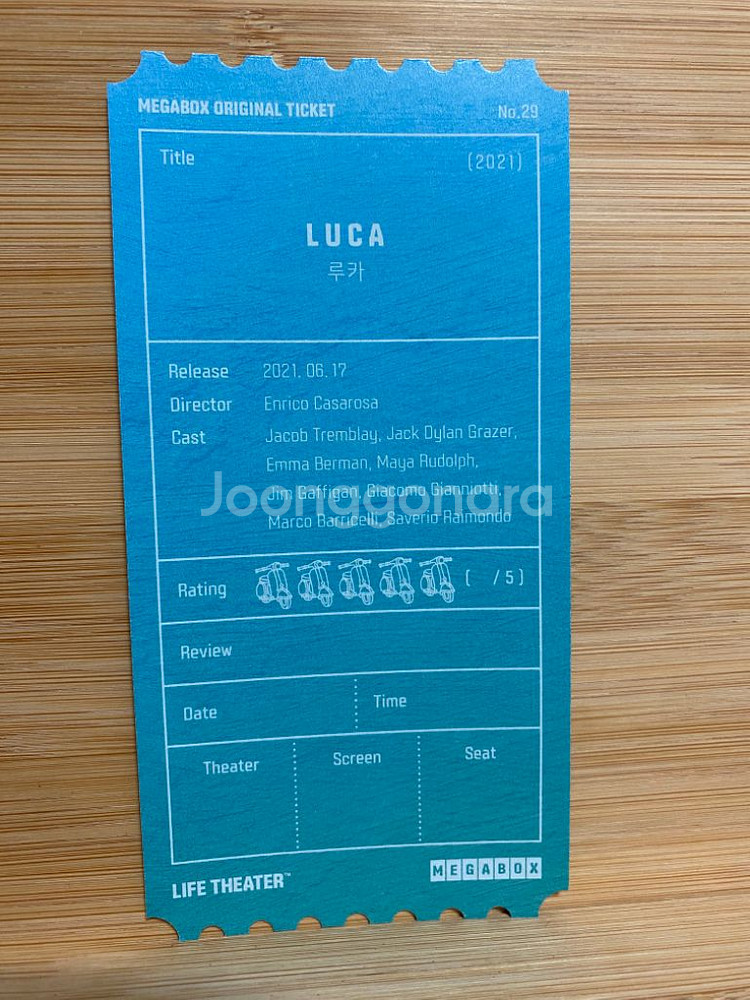 MEGABOX ORIGINAL TICKET No.29
Title (2021)
LUCA
루카
Release 2021. 06. 17
Director Enrico Casarosa
Cast Jacob Tremblay, Jack Dylan Grazer,
Emma Berman, Maya Rudolph,
Jim Gaffigan, Giacomo Gianniotti,
Joonggonara
Marco Barricelli, Saverio Raimondo
Rating [ /5]
Review
Date Time
Theater Screen Seat
LIFE THEATER™ MEGABOX